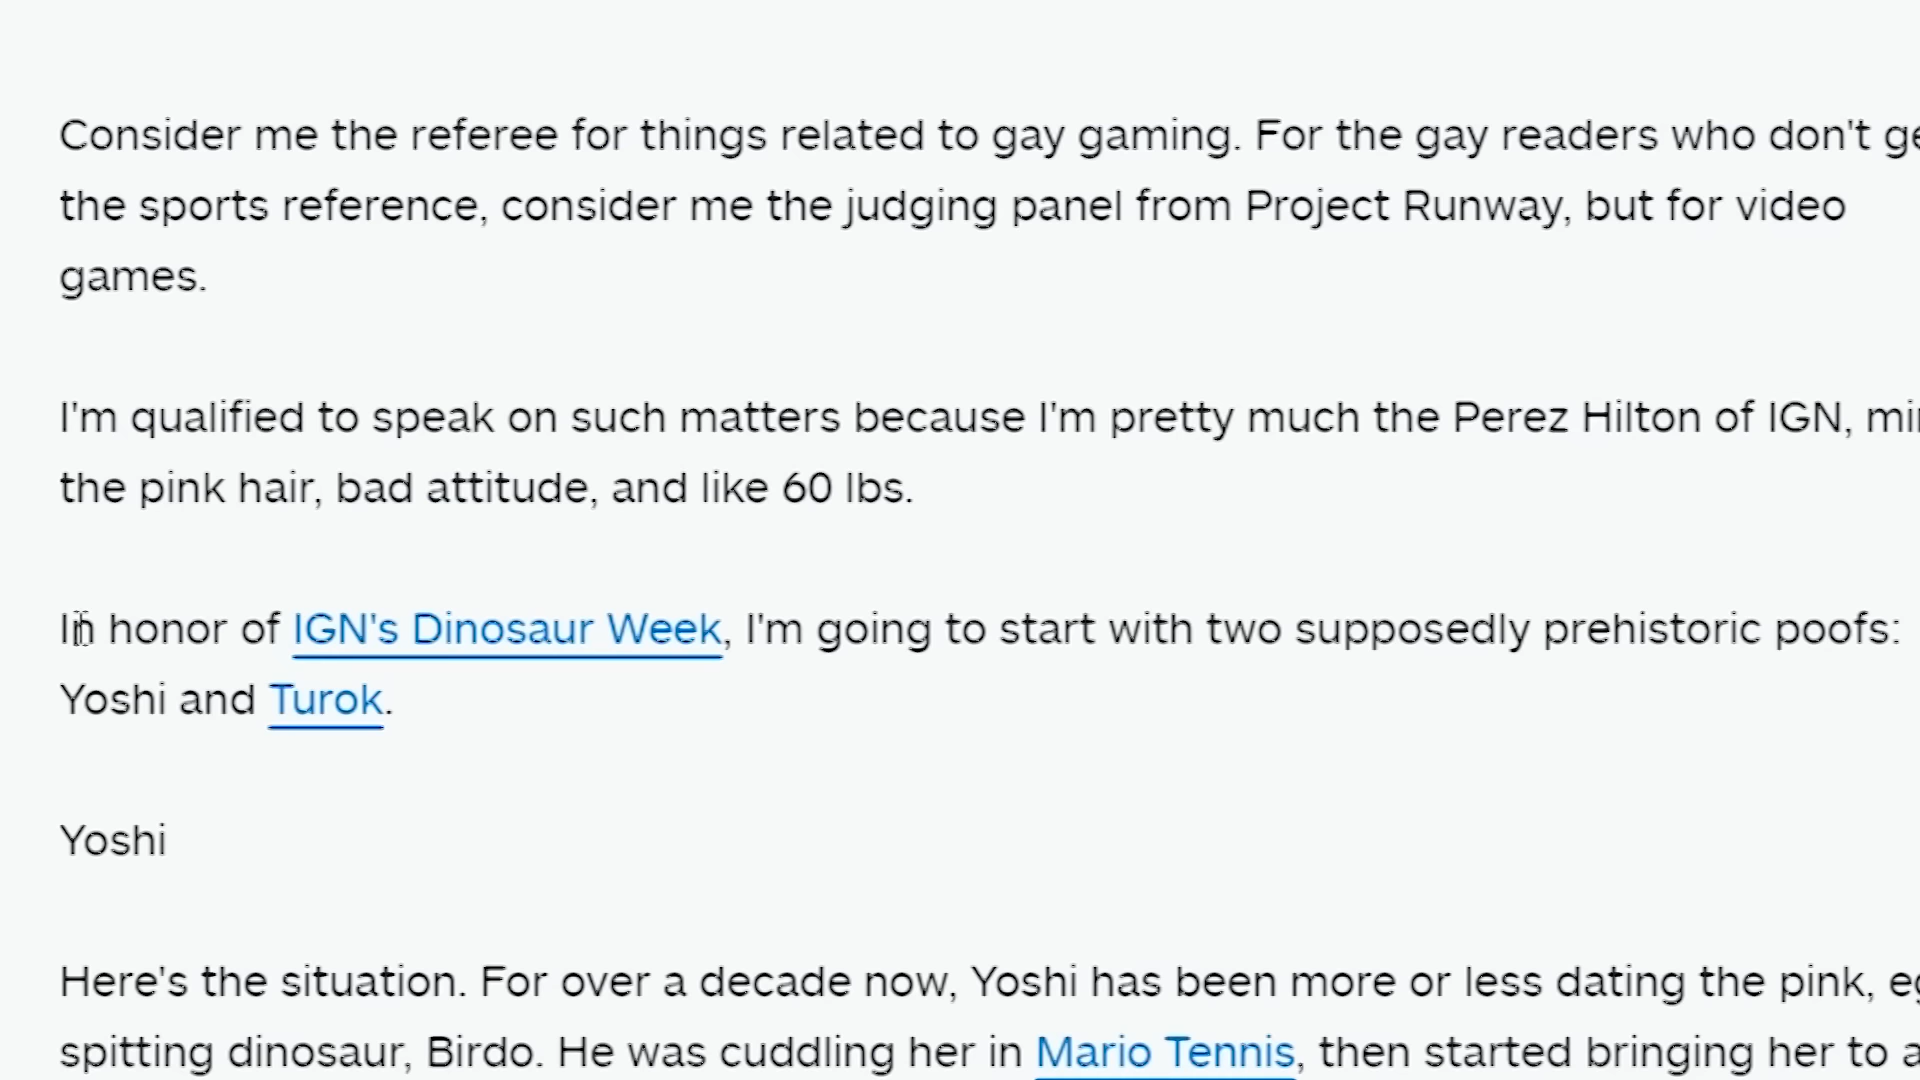 Consider me the referee for things related to gay gaming. For the gay readers who don't
the sports reference, consider me the judging panel from Project Runway, but for video
games.
I'm qualified to speak on such matters because I'm pretty much the Perez Hilton of IGN,
the pink hair, bad attitude, and like 60 lbs.
In honor of IGN's Dinosaur Week, I'm going to start with two supposedly prehistoric poofs:
Yoshi and Turok.
Yoshi
Here's the situation. For over a decade now, Yoshi has been more or less dating the pink,
spitting dinosaur, Birdo. He was cuddling her in Mario Tennis, then started bringing her to